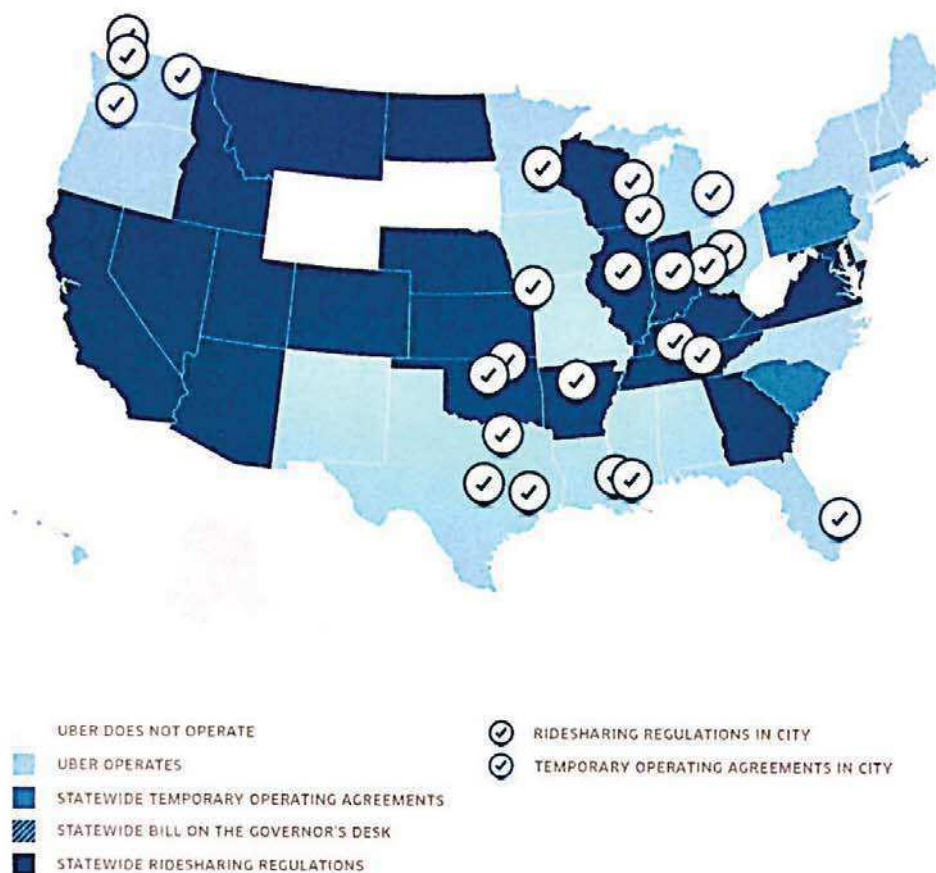 UBER DOES NOT OPERATE
UBER OPERATES
STATEWIDE TEMPORARY OPERATING AGREEMENTS
STATEWIDE BILL ON THE GOVERNOR'S DESK
STATEWIDE RIDESHARING REGULATIONS
RIDESHARING REGULATIONS IN CITY
TEMPORARY OPERATING AGREEMENTS IN CITY